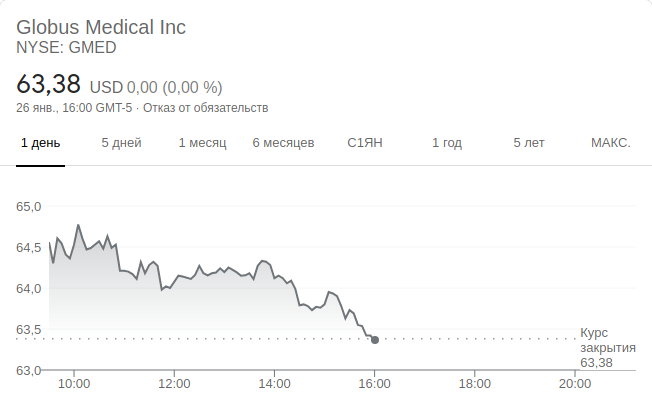 Globus Medical Inc
NYSE: GMED
63,38 USD 0,00 (0,00 %)
26 янв., 16:00 GMT-5 · Отказ от обязательств
1 день 5 дней 1 месяц 6 месяцев С1ЯН 1 год 5 лет МАКС.
65,0
64,5
64,0
63,5
63,0
Курс
закрытия
63,38
10:00 12:00 14:00 16:00 18:00 20:00